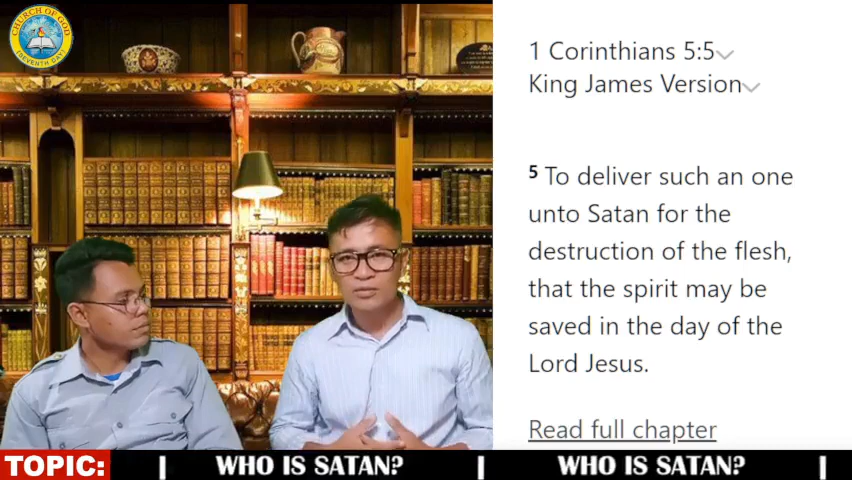 CHURCH OF GOD
(SEVENTH DAY)
1 Corinthians 5:5
King James Version
5 To deliver such an one
unto Satan for the
destruction of the flesh,
that the spirit may be
saved in the day of the
Lord Jesus.
Read full chapter
TOPIC: | WHO IS SATAN? | WHO IS SATAN? |